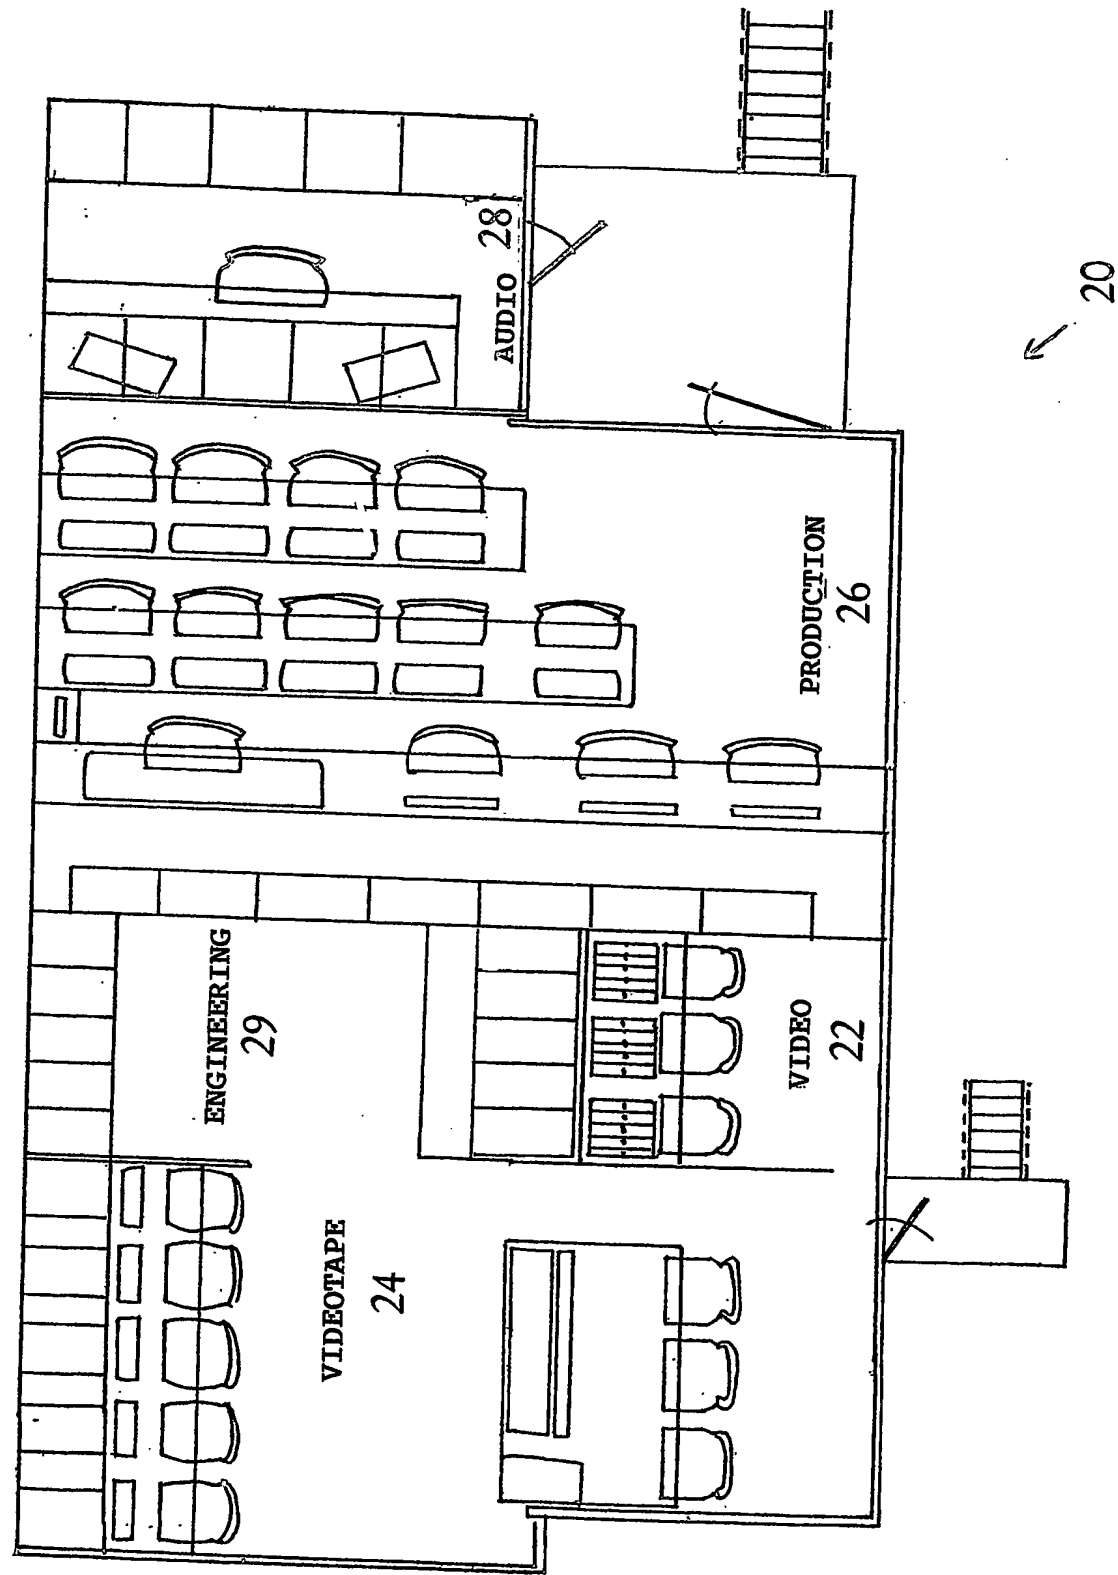 AUDIO
28
20
PRODUCTION
26
ENGINEERING
29
VIDEO
22
VIDEOTAPE
24